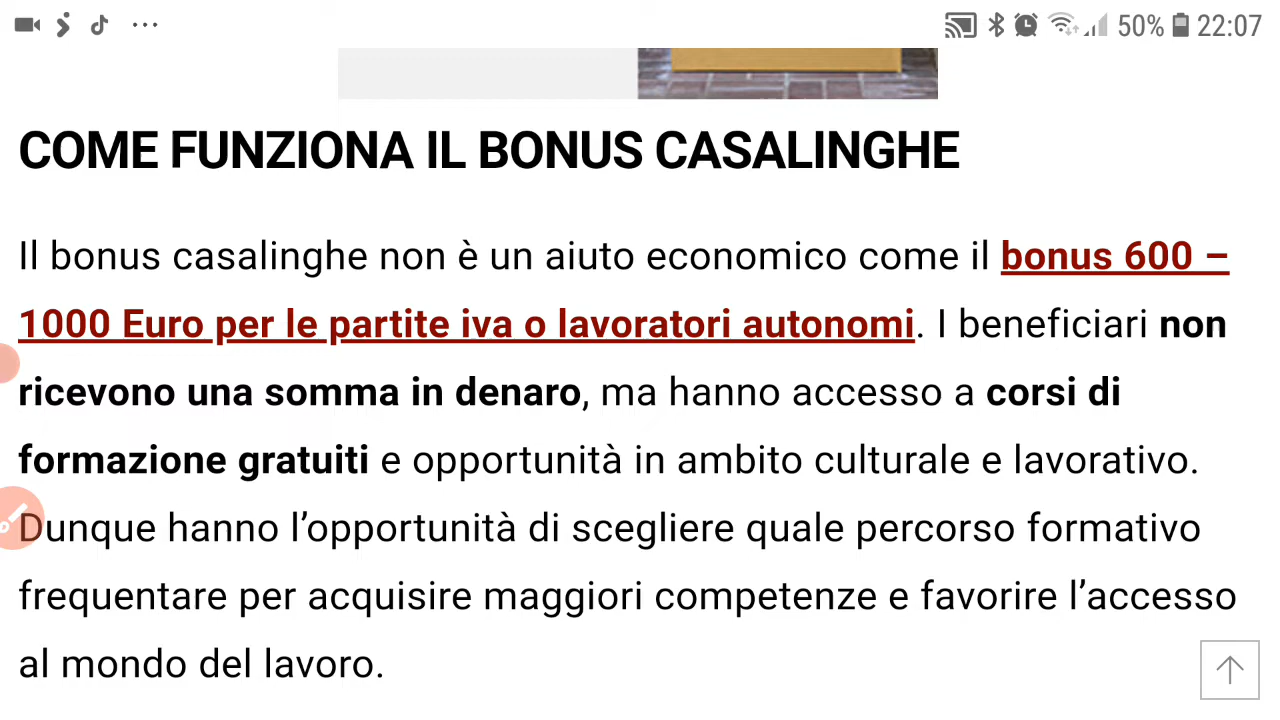 50% 22:07
COME FUNZIONA IL BONUS CASALINGHE
Il bonus casalinghe non è un aiuto economico come il bonus 600 –
1000 Euro per le partite iva o lavoratori autonomi. I beneficiari non
ricevono una somma in denaro, ma hanno accesso a corsi di
formazione gratuiti e opportunità in ambito culturale e lavorativo.
Dunque hanno l’opportunità di scegliere quale percorso formativo
frequentare per acquisire maggiori competenze e favorire l’accesso
al mondo del lavoro.